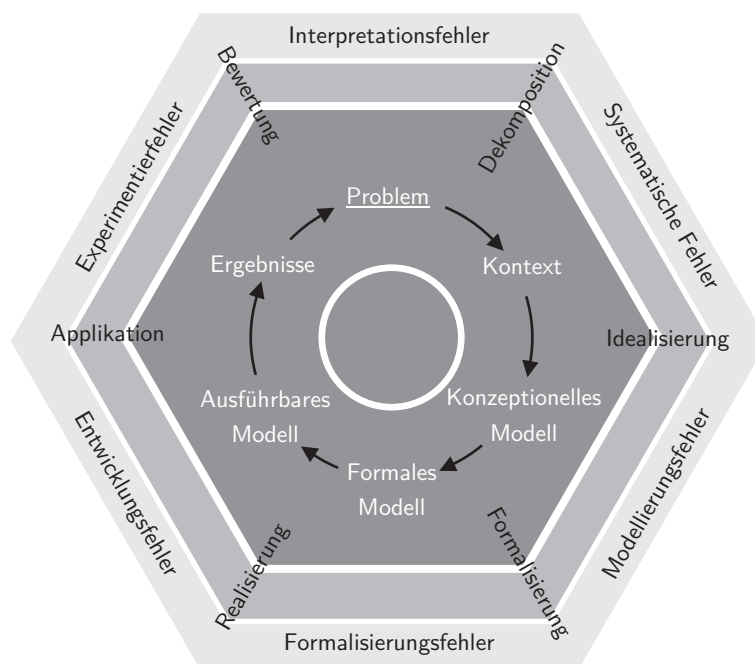 Interpretationsfehler
Bewertung
Dekomposition
Experimentierfehler
Systematische Fehler
Problem
Ergebnisse
Kontext
Applikation
Idealisierung
Ausführbares
Modell
Konzeptionelles
Modell
Formales
Modell
Entwicklungsfehler
Modellierungsfehler
Realisierung
Formalisierung
Formalisierungsfehler